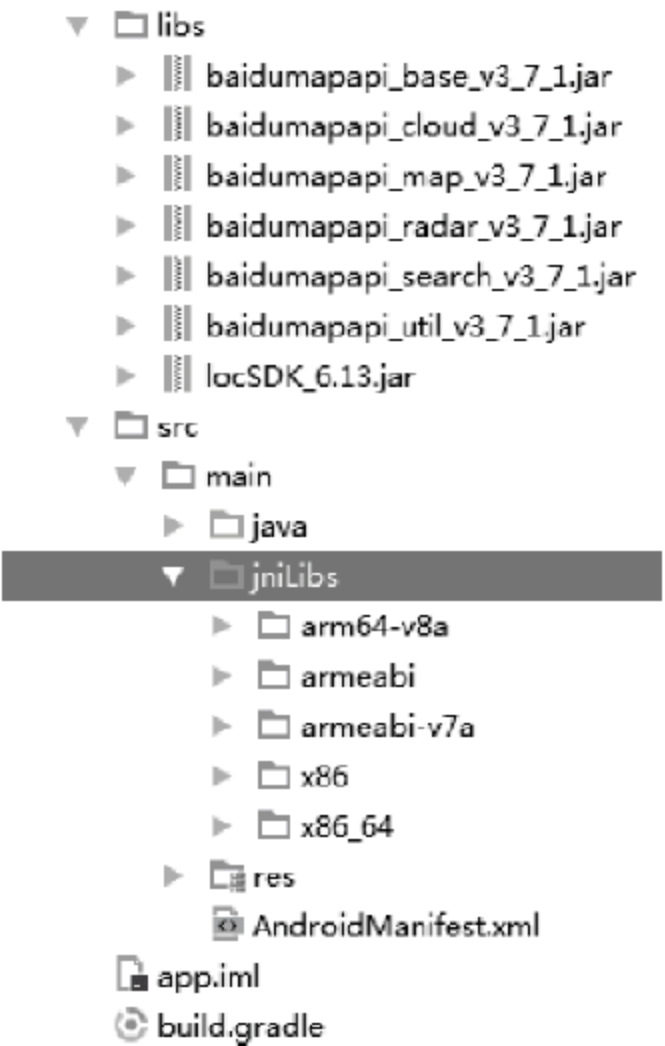 libs
baidumapapi_base_v3_7_1.jar
baidumapapi_cloud_v3_7_1.jar
baidumapapi_map_v3_7_1.jar
baidumapapi_radar_v3_7_1.jar
baidumapapi_search_v3_7_1.jar
baidumapapi_util_v3_7_1.jar
locSDK_6.13.jar
src
main
java
jniLibs
arm64-v8a
armeabi
armeabi-v7a
x86
x86_64
res
AndroidManifest.xml
app.iml
build.gradle